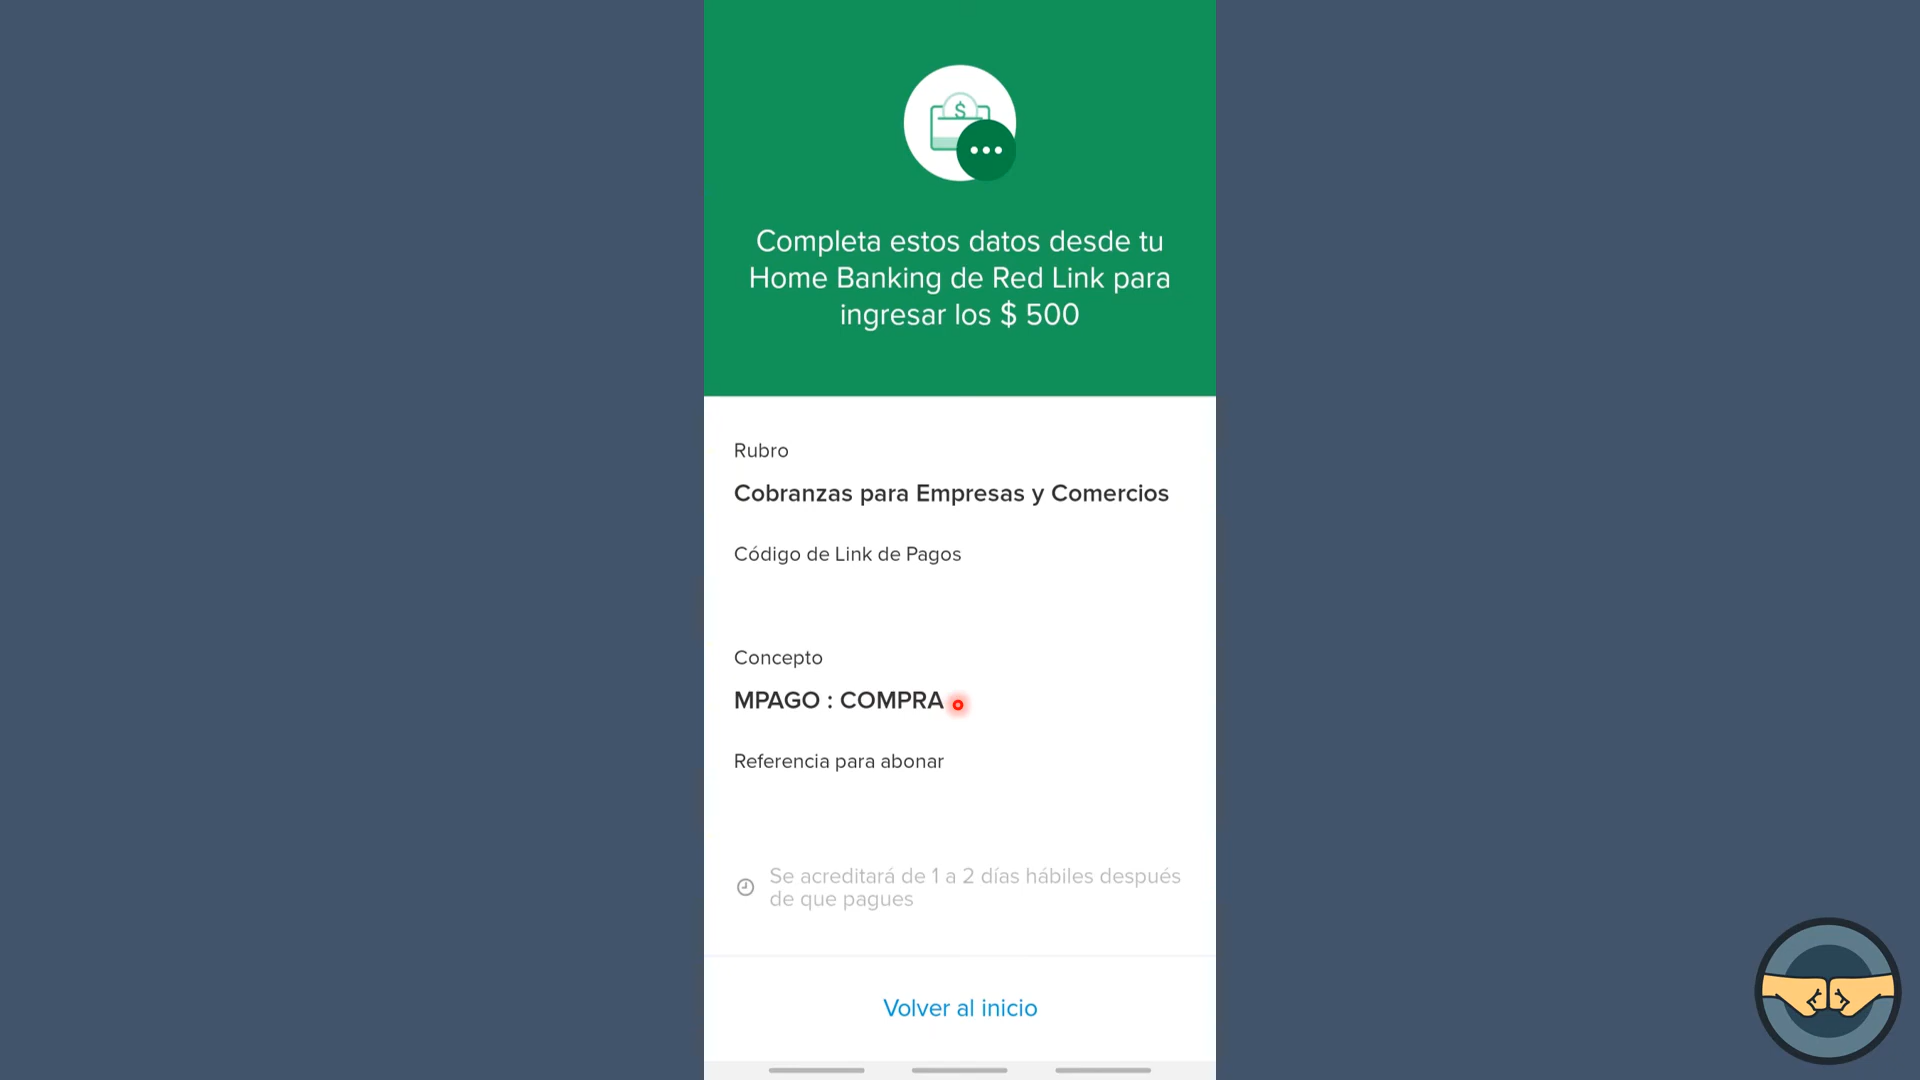 Completa estos datos desde tu
Home Banking de Red Link para
ingresar los $ 500
Rubro
Cobranzas para Empresas y Comercios
Código de Link de Pagos
Concepto
MPAGO : COMPRA
Referencia para abonar
Se acreditará de 1 a 2 días hábiles después
de que pagues
Volver al inicio